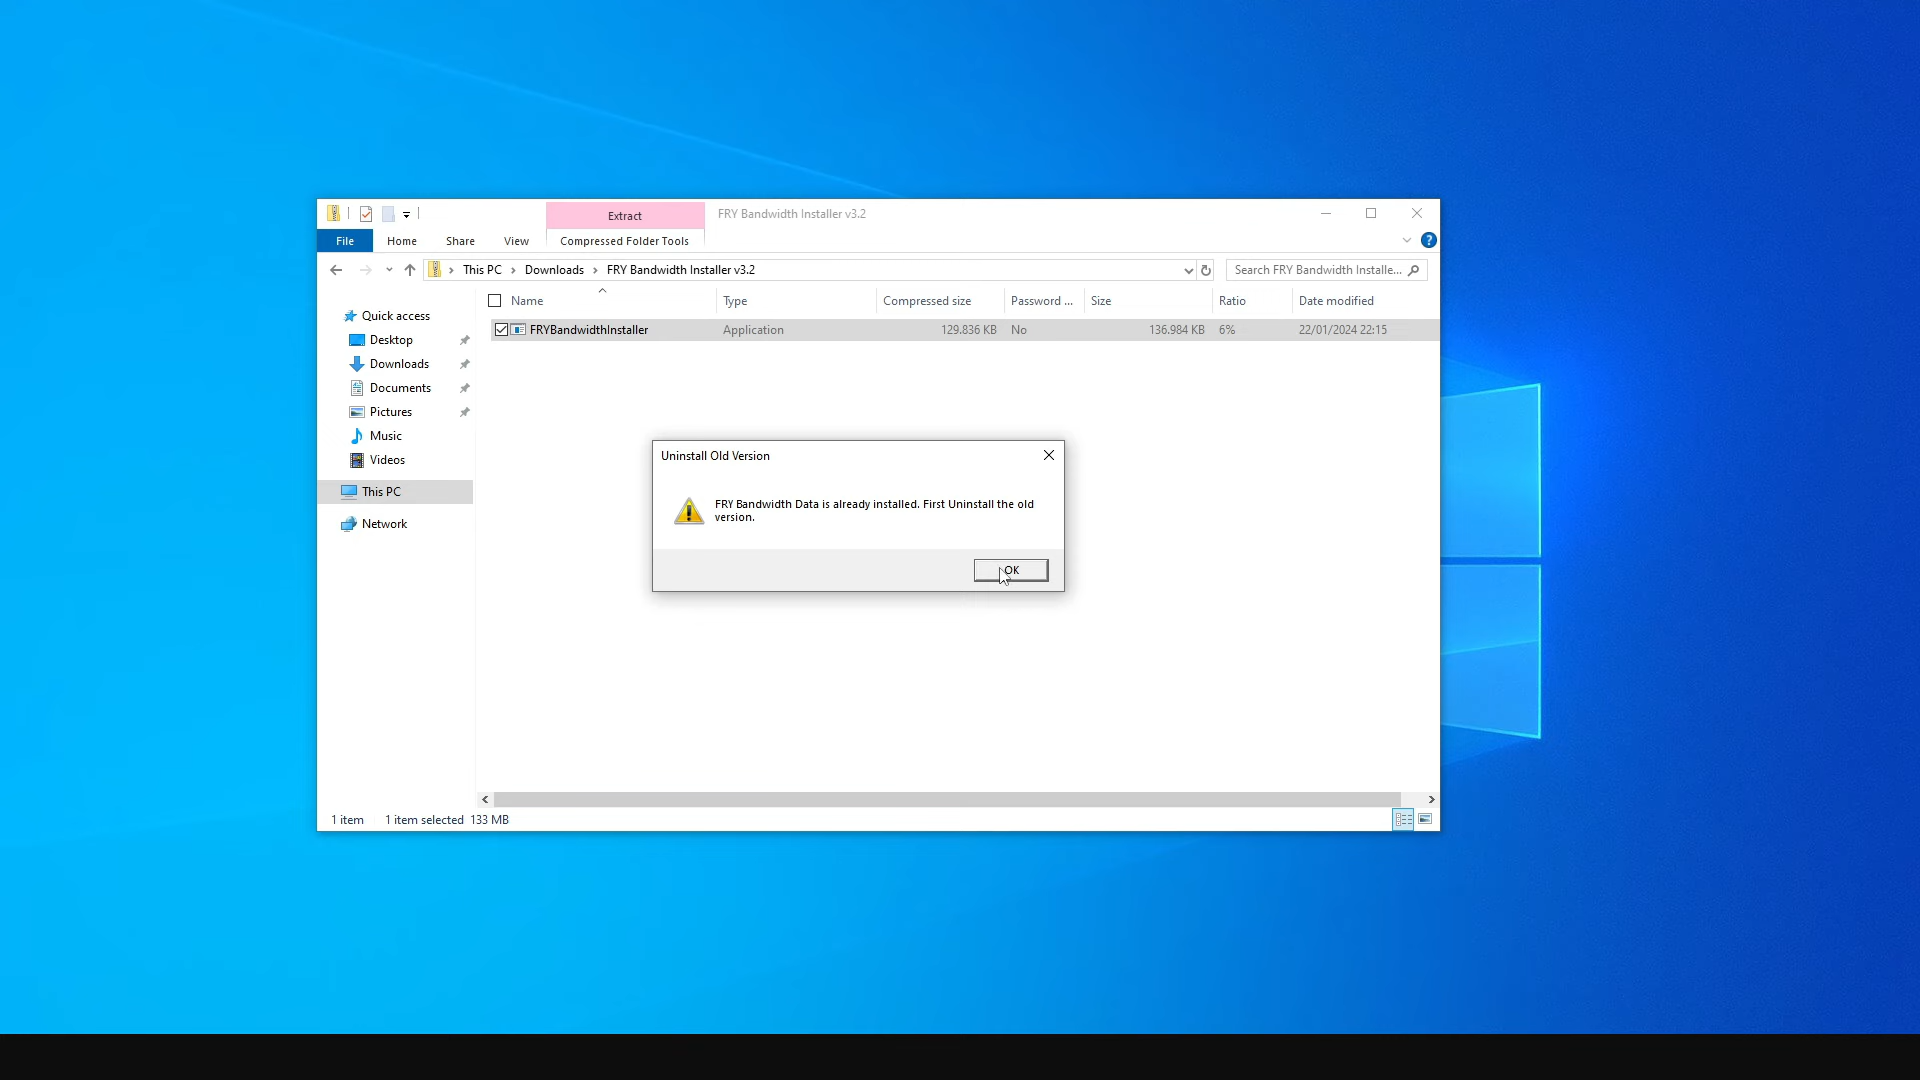 Extract
FRY Bandwidth Installer v3.2
File
Home
Share
View
Compressed Folder Tools
This PC
Downloads
FRY Bandwidth Installer v3.2
Search FRY Bandwidth Installe...
Name
Type
Compressed size
Password ...
Size
Ratio
Date modified
FRYBandwidthInstaller
Application
129.836 KB
No
136.984 KB
6%
22/01/2024 22:15
Quick access
Desktop
Downloads
Documents
Pictures
Music
Videos
This PC
Network
Uninstall Old Version
FRY Bandwidth Data is already installed. First Uninstall the old
version.
OK
1 item
1 item selected
133 MB